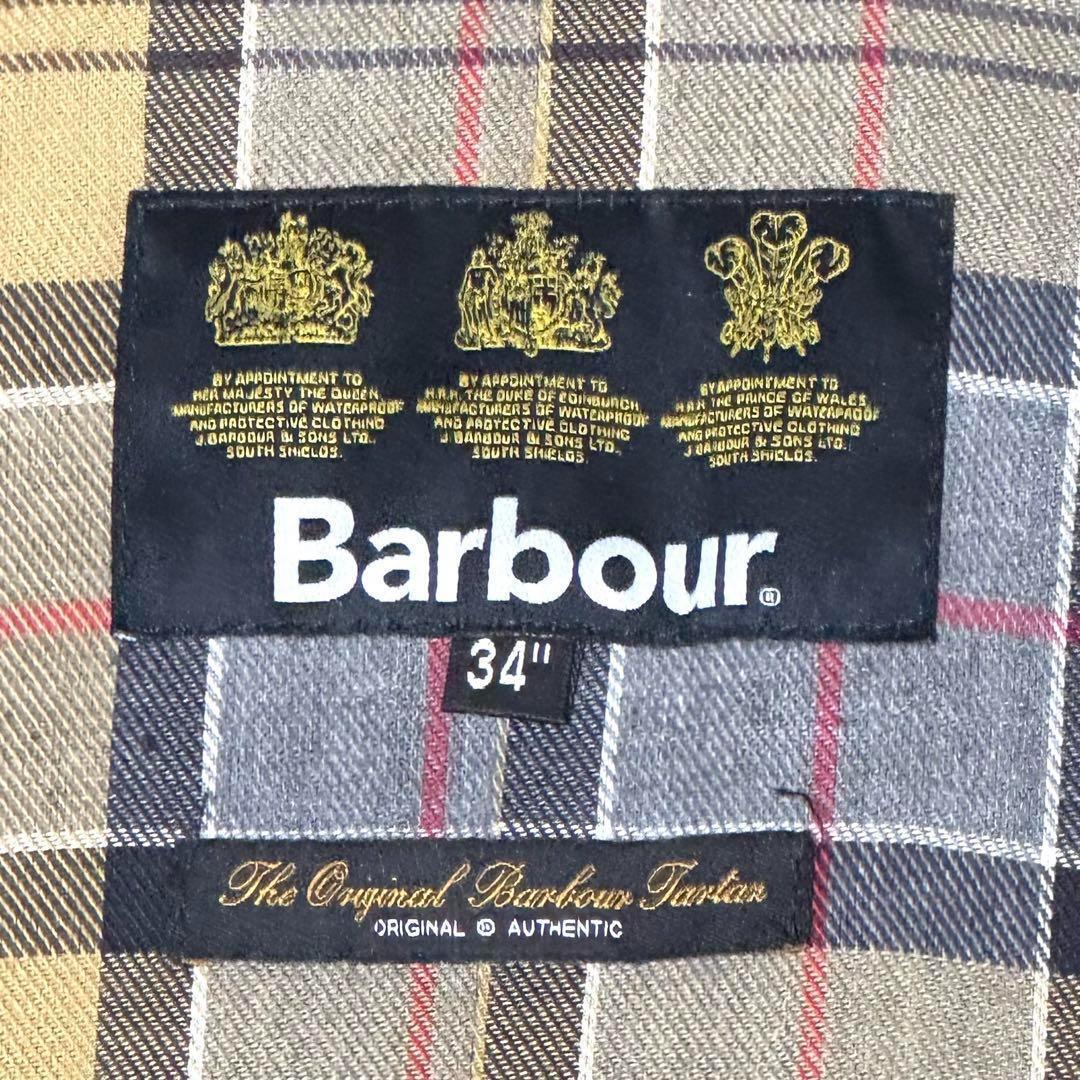 BY APPOINTMENT TO
HER MAJESTY THE QUEEN
MANUFACTURERS OF WATERPROOF
AND PROTECTIVE CLOTHING
J. BARBOUR & SONS LTD.,
SOUTH SHIELDS.
BY APPOINTMENT TO
H.R.H. THE DUKE OF EDINBURGH
MANUFACTURERS OF WATERPROOF
AND PROTECTIVE CLOTHING
J. BARBOUR & SONS LTD.,
SOUTH SHIELDS.
BY APPOINTMENT TO
H.R.H. THE PRINCE OF WALES
MANUFACTURERS OF WATERPROOF
AND PROTECTIVE CLOTHING
J. BARBOUR & SONS LTD.,
SOUTH SHIELDS.
Barbour®
34"
The Original Barbour Tartan
ORIGINAL ® AUTHENTIC